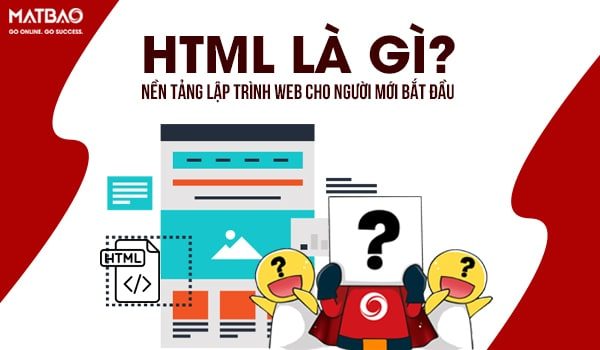 MATBAO
GO ONLINE. GO SUCCESS.
HTML LÀ GÌ?
NỀN TẢNG LẬP TRÌNH WEB CHO NGƯỜI MỚI BẮT ĐẦU
HTML
</>
?
?
?